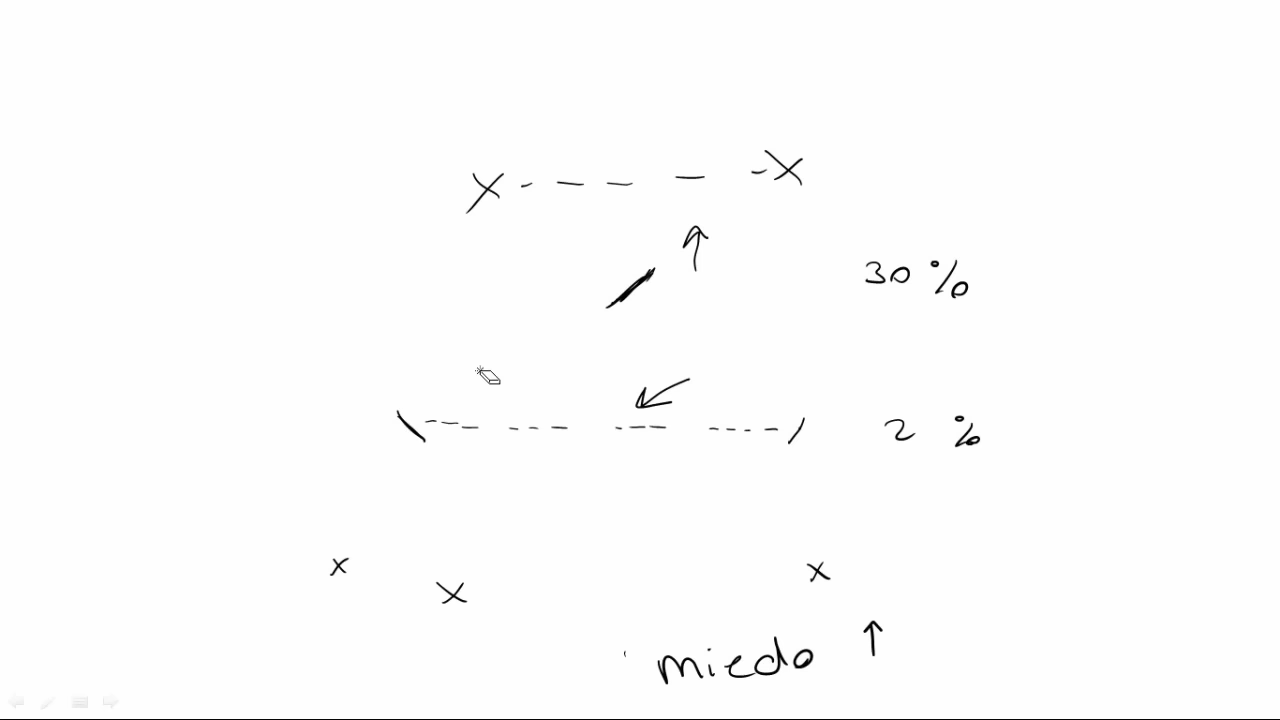 X - - - - - X
↑
30 %
2 %
x
X
x
miedo ↑